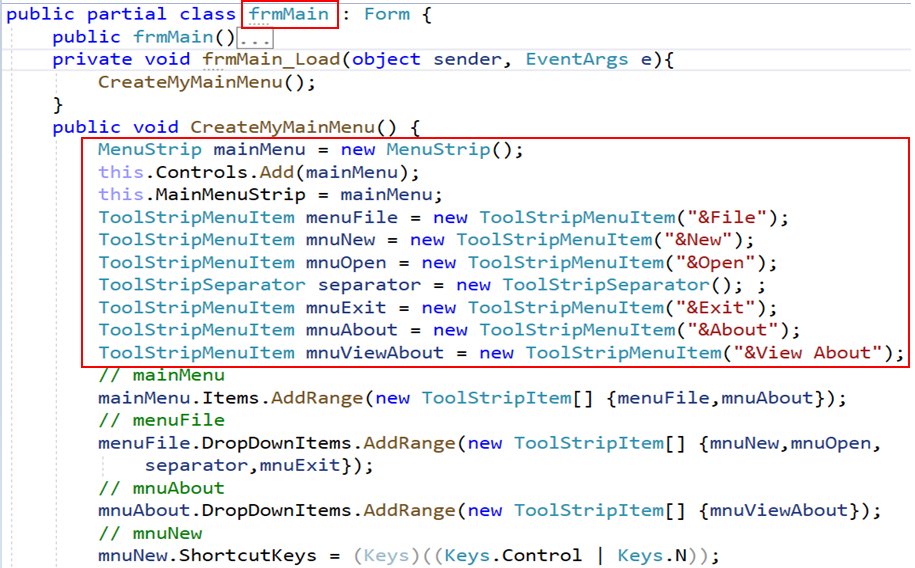 public partial class frmMain : Form {
public frmMain()...
private void frmMain_Load(object sender, EventArgs e){
CreateMyMainMenu();
}
public void CreateMyMainMenu() {
MenuStrip mainMenu = new MenuStrip();
this.Controls.Add(mainMenu);
this.MainMenuStrip = mainMenu;
ToolStripMenuItem menuFile = new ToolStripMenuItem("&File");
ToolStripMenuItem mnuNew = new ToolStripMenuItem("&New");
ToolStripMenuItem mnuOpen = new ToolStripMenuItem("&Open");
ToolStripSeparator separator = new ToolStripSeparator(); ;
ToolStripMenuItem mnuExit = new ToolStripMenuItem("&Exit");
ToolStripMenuItem mnuAbout = new ToolStripMenuItem("&About");
ToolStripMenuItem mnuViewAbout = new ToolStripMenuItem("&View About");
// mainMenu
mainMenu.Items.AddRange(new ToolStripItem[] {menuFile,mnuAbout});
// menuFile
menuFile.DropDownItems.AddRange(new ToolStripItem[] {mnuNew,mnuOpen,
separator,mnuExit});
// mnuAbout
mnuAbout.DropDownItems.AddRange(new ToolStripItem[] {mnuViewAbout});
// mnuNew
mnuNew.ShortcutKeys = (Keys)((Keys.Control | Keys.N));